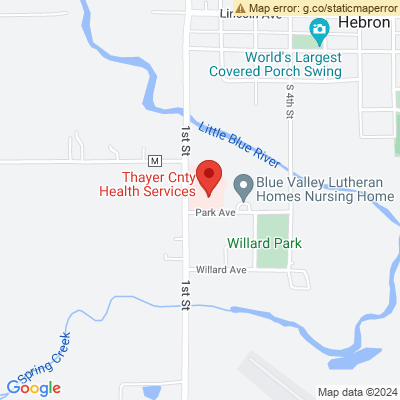 Map error: g.co/staticmaperror
Lincoln Ave
Hebron
World's Largest
Covered Porch Swing
S 4th St
1st St
Little Blue River
M
Thayer Cnty
Health Services
Blue Valley Lutheran
Homes Nursing Home
Park Ave
Willard Park
Willard Ave
1st St
Spring Creek
Google
Map data ©2024